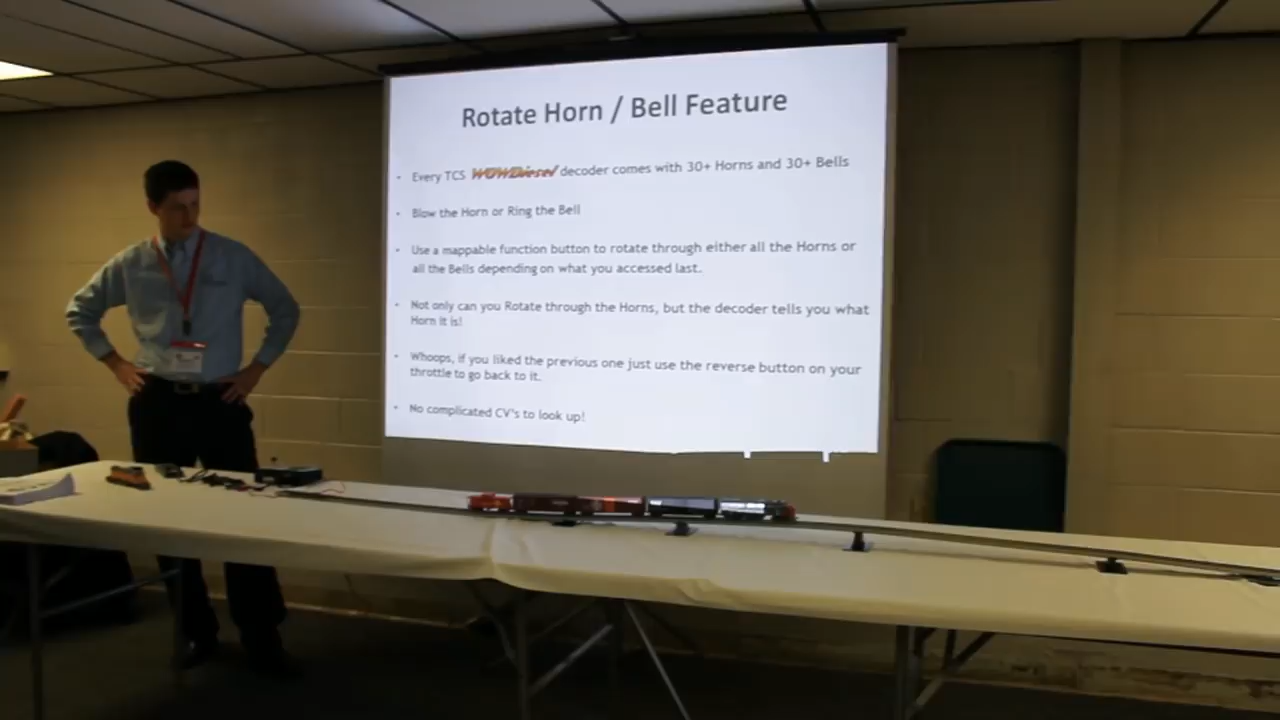 Rotate Horn / Bell Feature
• Every TCS WOWDiesel decoder comes with 30+ Horns and 30+ Bells
• Blow the Horn or Ring the Bell
• Use a mappable function button to rotate through either all the Horns or
all the Bells depending on what you accessed last.
• Not only can you Rotate through the Horns, but the decoder tells you what
Horn it is!
• Whoops, if you liked the previous one just use the reverse button on your
throttle to go back to it.
• No complicated CV's to look up!